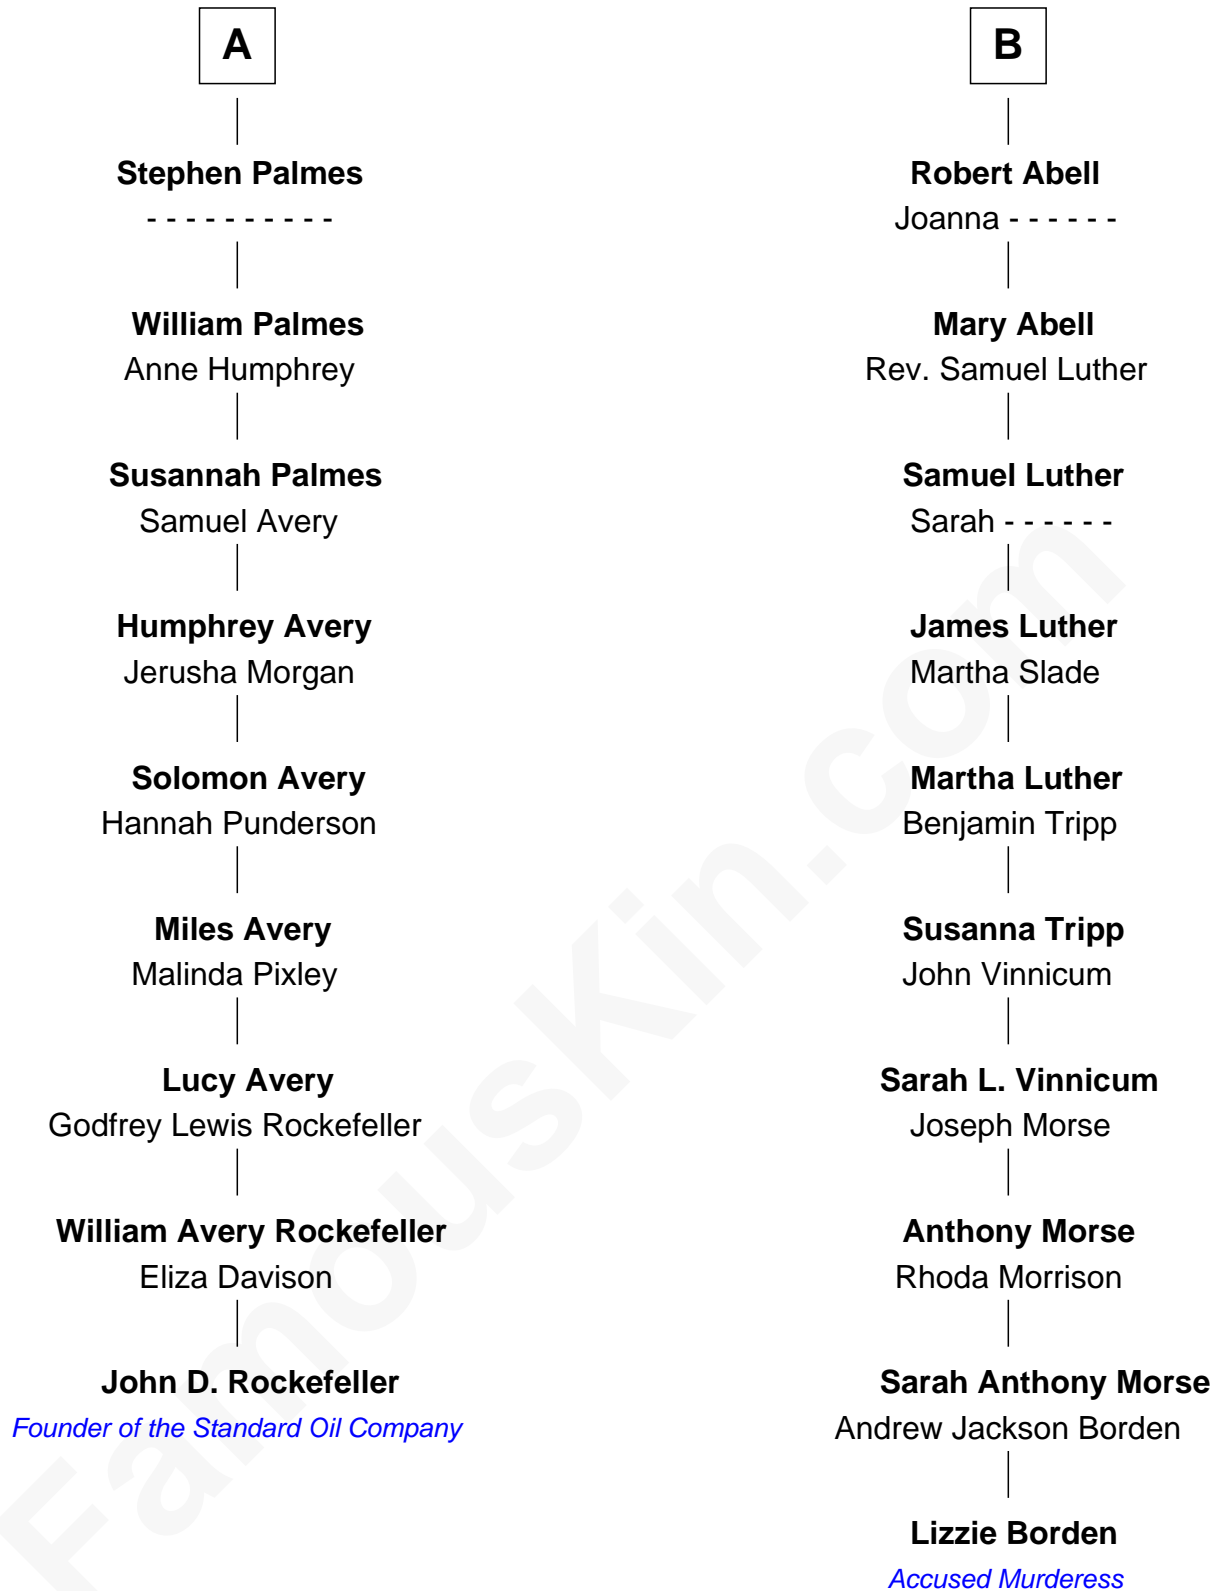 A
Stephen Palmes
- - - - - - - - - -
William Palmes
Anne Humphrey
Susannah Palmes
Samuel Avery
Humphrey Avery
Jerusha Morgan
Solomon Avery
Hannah Punderson
Miles Avery
Malinda Pixley
Lucy Avery
Godfrey Lewis Rockefeller
William Avery Rockefeller
Eliza Davison
John D. Rockefeller
Founder of the Standard Oil Company
B
Robert Abell
Joanna - - - - - -
Mary Abell
Rev. Samuel Luther
Samuel Luther
Sarah - - - - - -
James Luther
Martha Slade
Martha Luther
Benjamin Tripp
Susanna Tripp
John Vinnicum
Sarah L. Vinnicum
Joseph Morse
Anthony Morse
Rhoda Morrison
Sarah Anthony Morse
Andrew Jackson Borden
Lizzie Borden
Accused Murderess
FamousKin.com